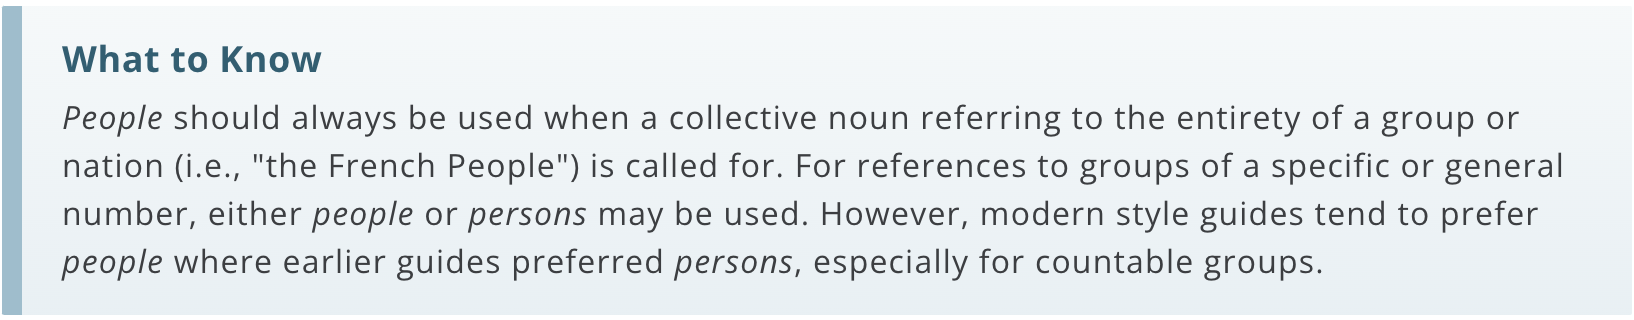 What to Know
People should always be used when a collective noun referring to the entirety of a group or
nation (i.e., "the French People") is called for. For references to groups of a specific or general
number, either people or persons may be used. However, modern style guides tend to prefer
people where earlier guides preferred persons, especially for countable groups.